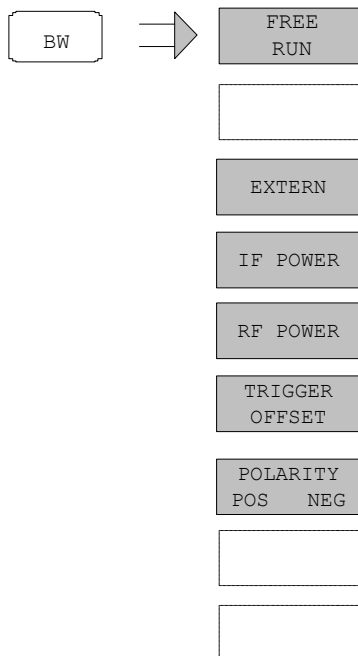 BW
FREE
RUN
EXTERN
IF POWER
RF POWER
TRIGGER
OFFSET
POLARITY
POS NEG